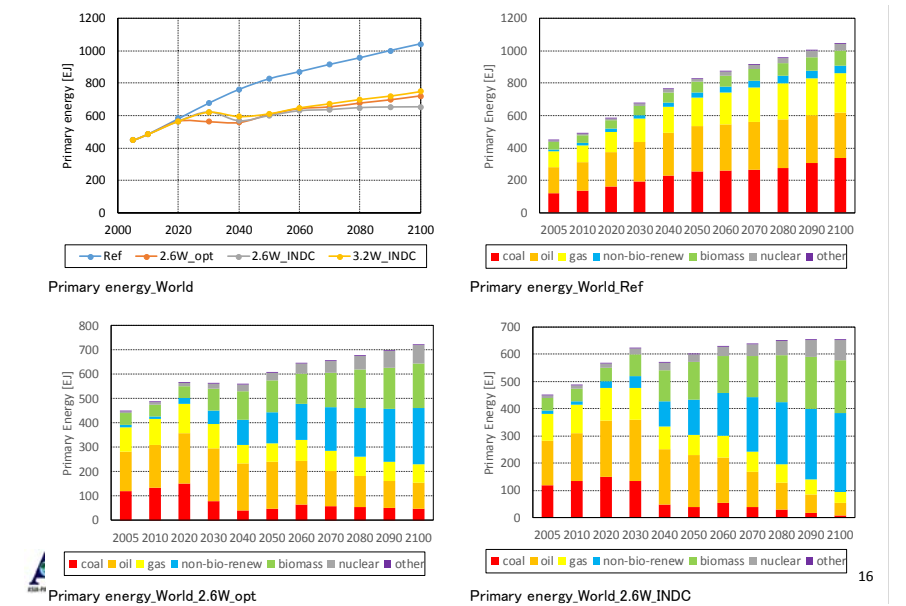 1200
1000
800
600
400
200
0
Primary Energy [EJ]
2000 2020 2040 2060 2080 2100
Ref 2.6W_opt 2.6W_INDC 3.2W_INDC
Primary energy_World
1200
1000
800
600
400
200
0
Primary energy [EJ]
2005 2010 2020 2030 2040 2050 2060 2070 2080 2090 2100
coal oil gas non-bio-renew biomass nuclear other
Primary energy_World_Ref
800
700
600
500
400
300
200
100
0
Primary Energy [EJ]
2005 2010 2020 2030 2040 2050 2060 2070 2080 2090 2100
coal oil gas non-bio-renew biomass nuclear other
Primary energy_World_2.6W_opt
700
600
500
400
300
200
100
0
Primary Energy [EJ]
2005 2010 2020 2030 2040 2050 2060 2070 2080 2090 2100
coal oil gas non-bio-renew biomass nuclear other
Primary energy_World_2.6W_INDC
16